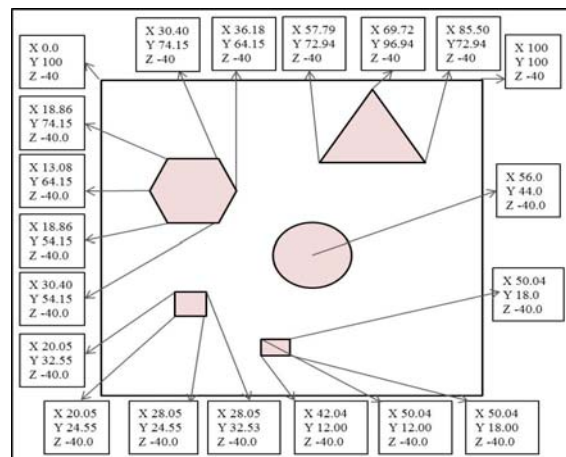 X 0.0
Y 100
Z -40
X 30.40
Y 74.15
Z -40
X 36.18
Y 64.15
Z -40
X 57.79
Y 72.94
Z -40
X 69.72
Y 96.94
Z -40
X 85.50
Y72.94
Z -40
X 100
Y 100
Z -40
X 18.86
Y 74.15
Z -40.0
X 13.08
Y 64.15
Z -40.0
X 18.86
Y 54.15
Z -40.0
X 30.40
Y 54.15
Z -40.0
X 20.05
Y 32.55
Z -40.0
X 56.0
Y 44.0
Z -40.0
X 50.04
Y 18.0
Z -40.0
X 20.05
Y 24.55
Z -40.0
X 28.05
Y 24.55
Z -40.0
X 28.05
Y 32.53
Z -40.0
X 42.04
Y 12.00
Z -40.0
X 50.04
Y 12.00
Z -40.0
X 50.04
Y 18.00
Z -40.0